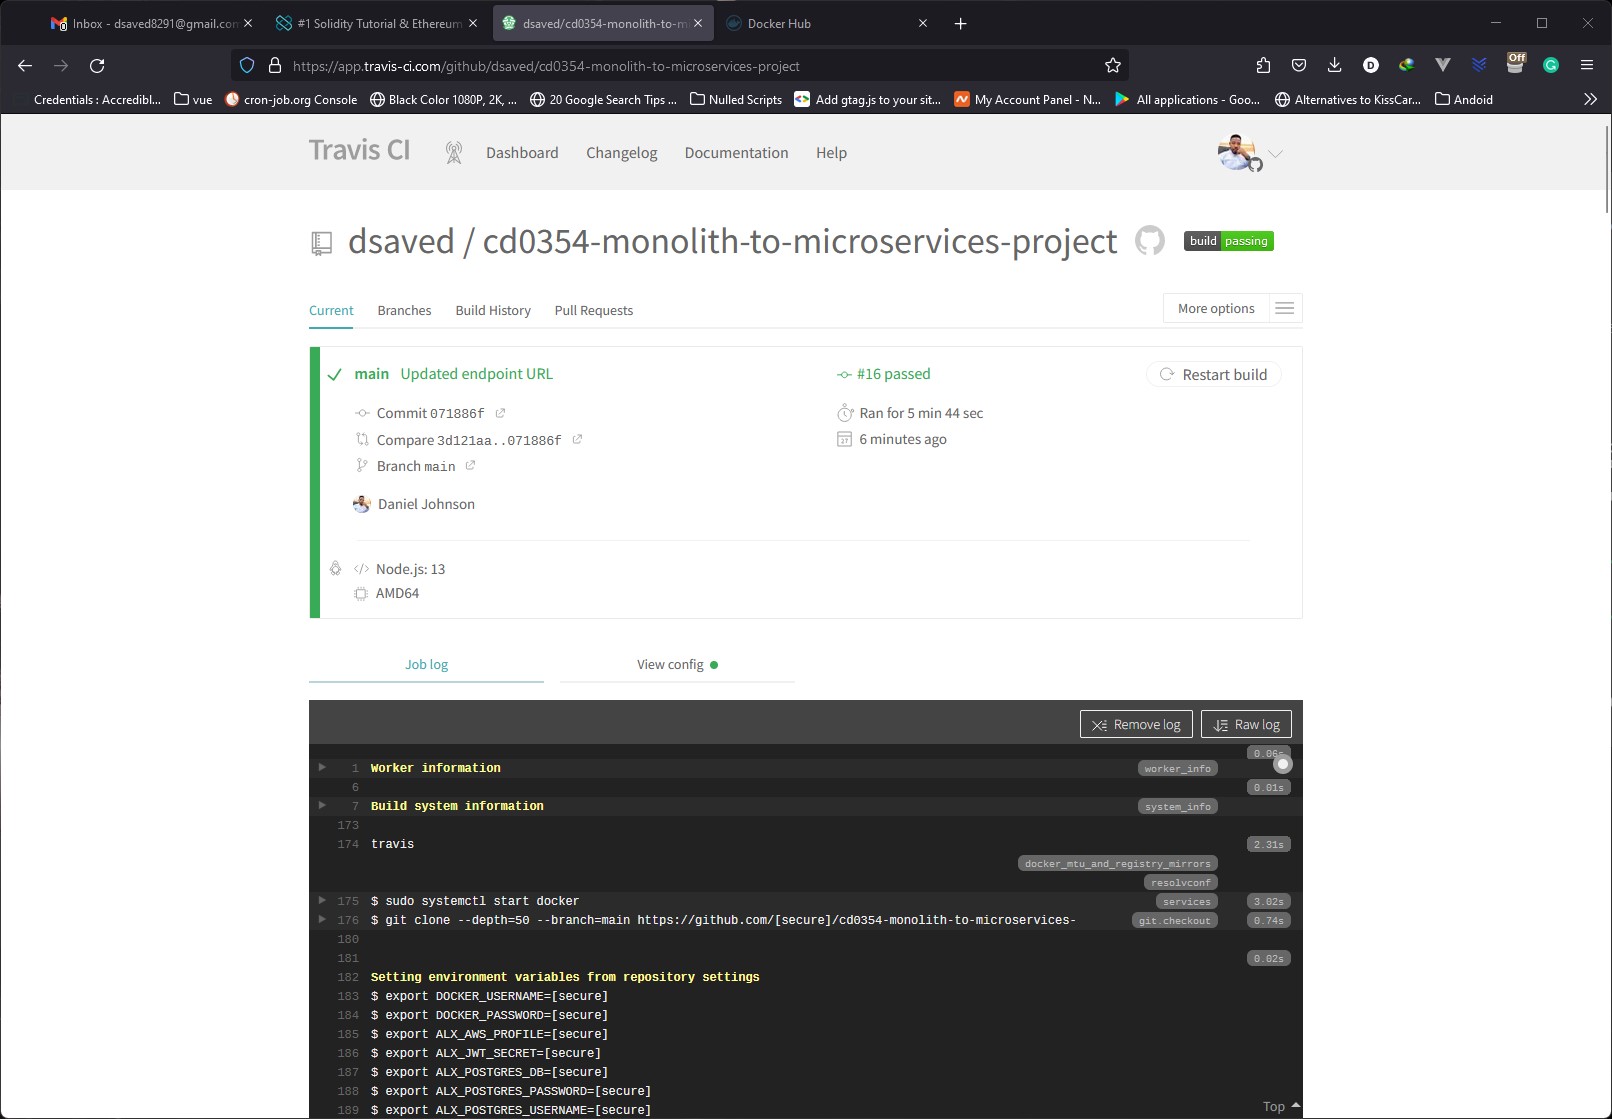 Inbox - dsaved8291@gmail.con
#1 Solidity Tutorial & Ethereum
dsaved/cd0354-monolith-to-mi
Docker Hub
https://app.travis-ci.com/github/dsaved/cd0354-monolith-to-microservices-project
Off
Credentials : Accredibl...
vue
cron-job.org Console
Black Color 1080P, 2K, ...
20 Google Search Tips ...
Nulled Scripts
Add gtag.js to your sit...
My Account Panel - N...
All applications - Goo...
Alternatives to KissCar...
Andoid
Travis CI
Dashboard
Changelog
Documentation
Help
dsaved / cd0354-monolith-to-microservices-project
build passing
Current
Branches
Build History
Pull Requests
More options
main Updated endpoint URL
#16 passed
Restart build
Commit 071886f
Ran for 5 min 44 sec
Compare 3d121aa..071886f
6 minutes ago
Branch main
Daniel Johnson
</> Node.js: 13
AMD64
Job log
View config
Remove log
Raw log
0.06s
1 Worker information worker_info
6 0.01s
7 Build system information system_info
173
174 travis 2.31s
docker_mtu_and_registry_mirrors
resolvconf
175 $ sudo systemctl start docker services 3.02s
176 $ git clone --depth=50 --branch=main https://github.com/[secure]/cd0354-monolith-to-microservices- git.checkout 0.74s
180
181 0.02s
182 Setting environment variables from repository settings
183 $ export DOCKER_USERNAME=[secure]
184 $ export DOCKER_PASSWORD=[secure]
185 $ export ALX_AWS_PROFILE=[secure]
186 $ export ALX_JWT_SECRET=[secure]
187 $ export ALX_POSTGRES_DB=[secure]
188 $ export ALX_POSTGRES_PASSWORD=[secure]
189 $ export ALX_POSTGRES_USERNAME=[secure]
Top